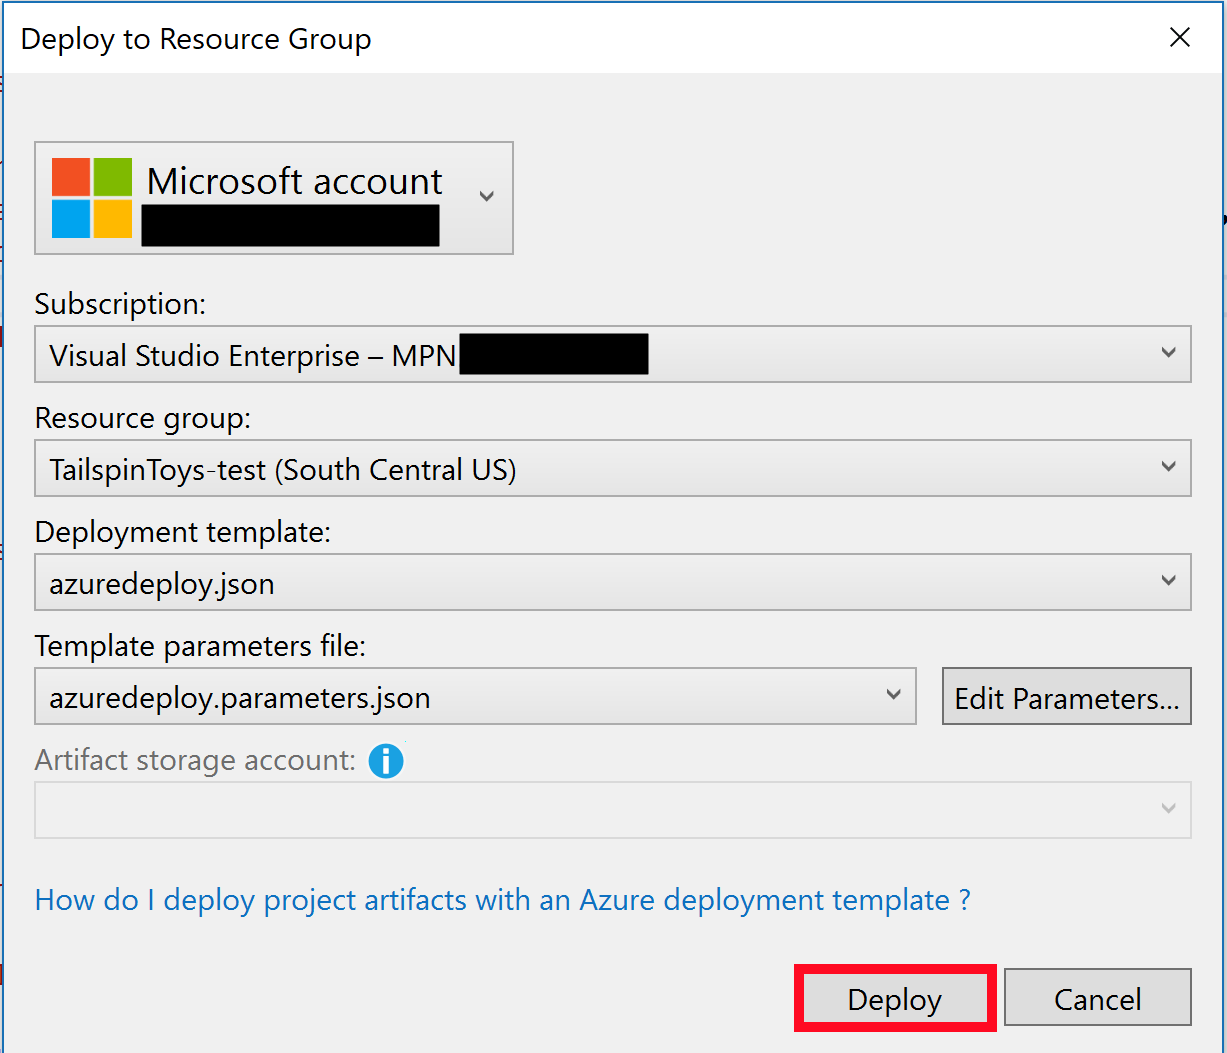 Deploy to Resource Group
Microsoft account
Subscription:
Visual Studio Enterprise – MPN
Resource group:
TailspinToys-test (South Central US)
Deployment template:
azuredeploy.json
Template parameters file:
azuredeploy.parameters.json
Edit Parameters...
Artifact storage account:
How do I deploy project artifacts with an Azure deployment template ?
Deploy
Cancel